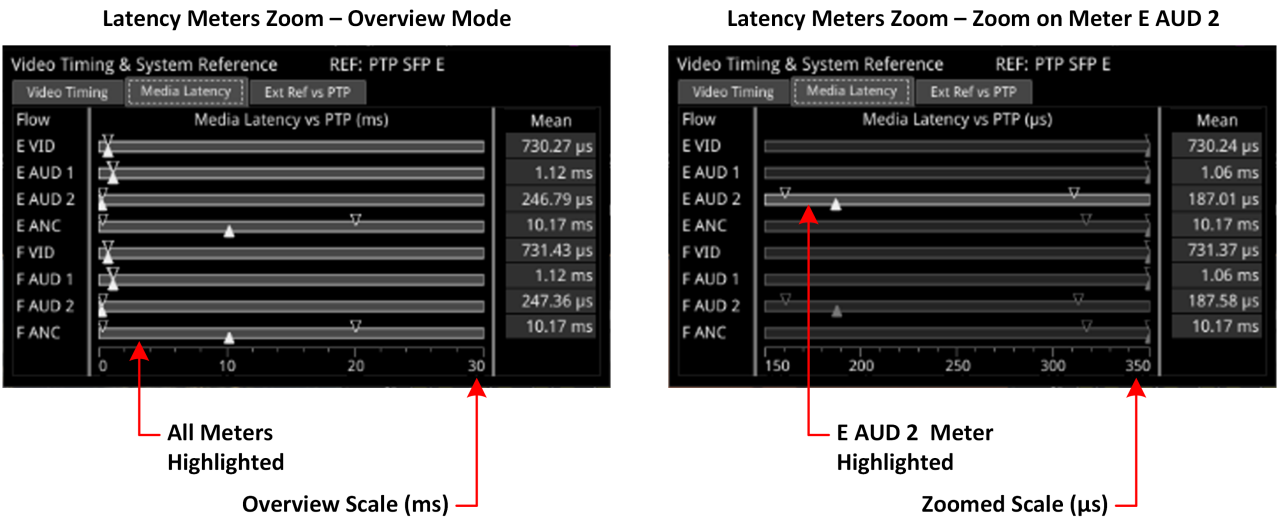 Latency Meters Zoom – Overview Mode
Video Timing & System Reference REF: PTP SFP E
Video Timing Media Latency Ext Ref vs PTP
Flow Media Latency vs PTP (ms) Mean
E VID 730.27 µs
E AUD 1 1.12 ms
E AUD 2 246.79 µs
E ANC 10.17 ms
F VID 731.43 µs
F AUD 1 1.12 ms
F AUD 2 247.36 µs
F ANC 10.17 ms
0 10 20 30
All Meters
Highlighted
Overview Scale (ms)
Latency Meters Zoom – Zoom on Meter E AUD 2
Video Timing & System Reference REF: PTP SFP E
Video Timing Media Latency Ext Ref vs PTP
Flow Media Latency vs PTP (µs) Mean
E VID 730.24 µs
E AUD 1 1.06 ms
E AUD 2 187.01 µs
E ANC 10.17 ms
F VID 731.37 µs
F AUD 1 1.06 ms
F AUD 2 187.58 µs
F ANC 10.17 ms
150 200 250 300 350
E AUD 2 Meter
Highlighted
Zoomed Scale (µs)